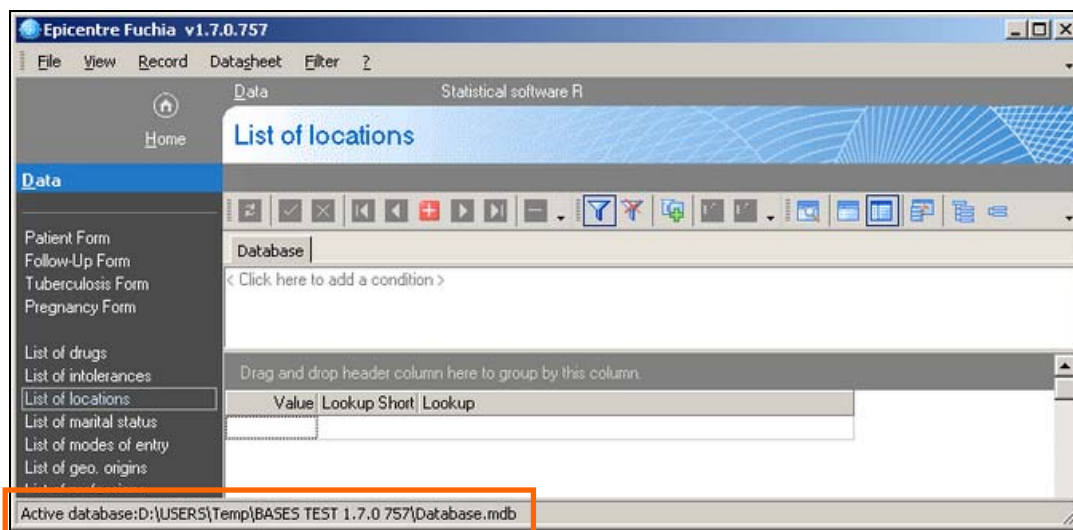 Epicentre Fuchia v1.7.0.757
File View Record Datasheet Filter ?
Data Statistical software R
Home
List of locations
Data
Patient Form
Follow-Up Form
Tuberculosis Form
Pregnancy Form
List of drugs
List of intolerances
List of locations
List of marital status
List of modes of entry
List of geo. origins
Database
< Click here to add a condition >
Drag and drop header column here to group by this column.
Value Lookup Short Lookup
Active database:D:\USERS\Temp\BASES TEST 1.7.0 757\Database.mdb